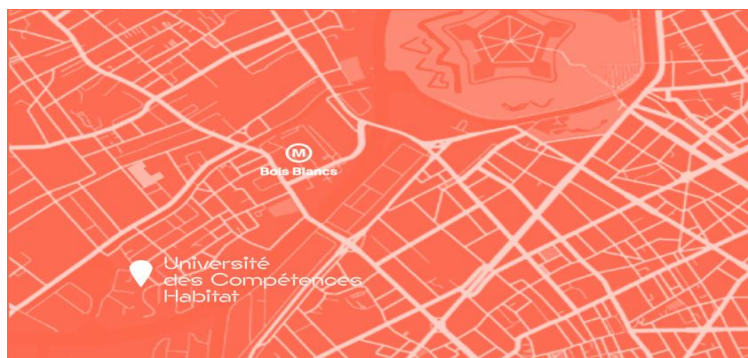 M
Bois Blancs
Université
des Compétences
Habitat